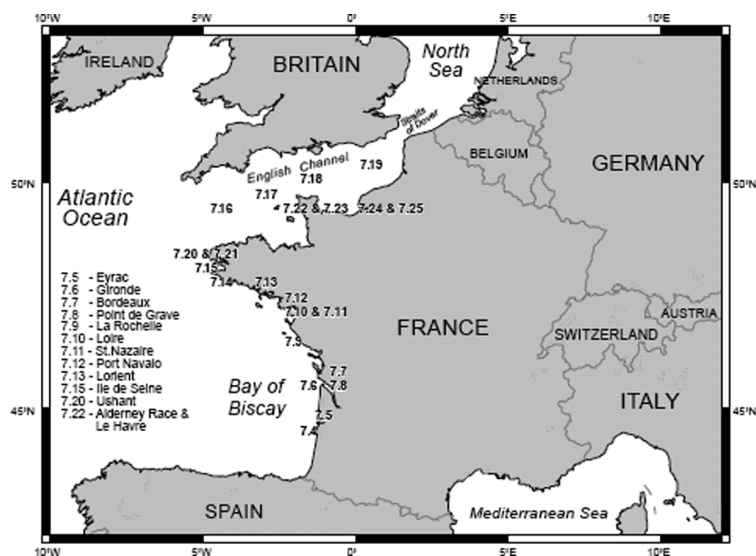 10°W
5°W
0°
5°E
10°E
IRELAND
BRITAIN
North
Sea
NETHERLANDS
Straits
of Dover
BELGIUM
GERMANY
English Channel
7.19
7.18
7.17
7.16
50°N
50°N
7.22 & 7.23
7.24 & 7.25
Atlantic
Ocean
7.20 & 7.21
7.15
7.14
7.13
7.12
7.10 & 7.11
7.9
7.7
7.6
7.8
7.5
7.4
7.5 - Eyrac
7.6 - Gironde
7.7 - Bordeaux
7.8 - Point de Grave
7.9 - La Rochelle
7.10 - Loire
7.11 - St.Nazaire
7.12 - Port Navalo
7.13 - Lorient
7.15 - Ile de Seine
7.20 - Ushant
7.22 - Alderney Race &
Le Havre
FRANCE
SWITZERLAND
AUSTRIA
ITALY
Bay of
Biscay
45°N
45°N
SPAIN
Mediterranean Sea
10°W
5°W
0°
5°E
10°E